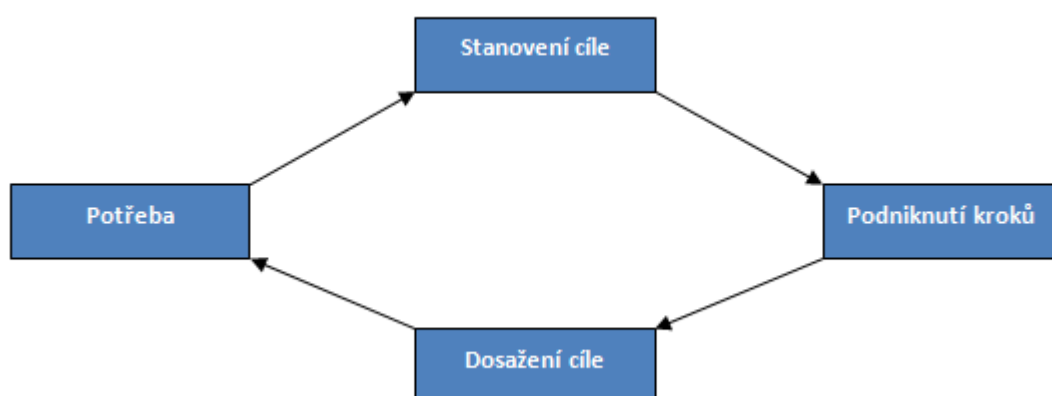 Stanovení cíle
Potřeba
Podniknutí kroků
Dosažení cíle